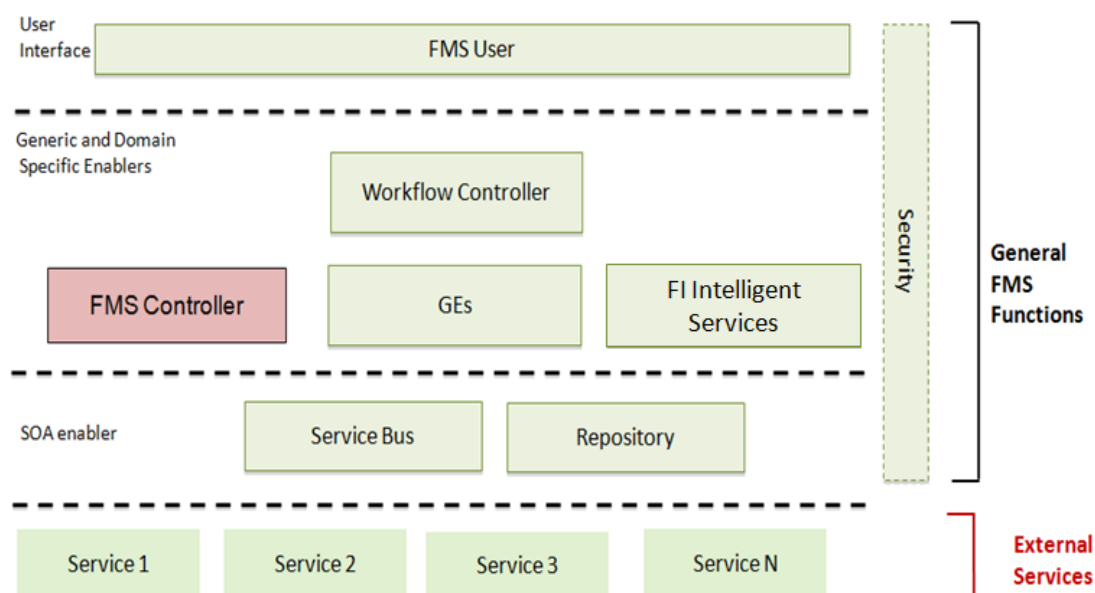 User
Interface
FMS User
Generic and Domain
Specific Enablers
Workflow Controller
FMS Controller
GEs
FI Intelligent
Services
Security
General
FMS
Functions
SOA enabler
Service Bus
Repository
Service 1
Service 2
Service 3
Service N
External
Services